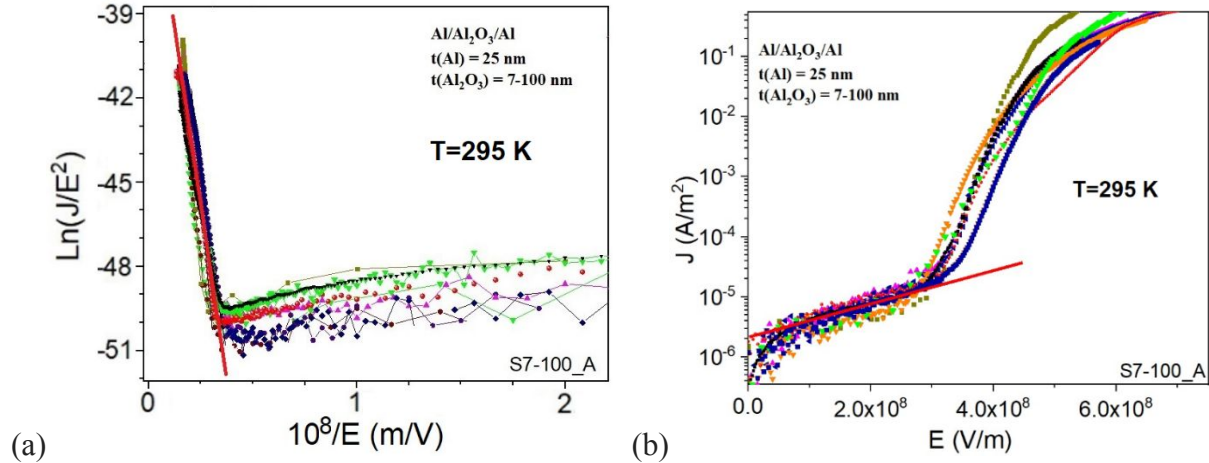 -39
-42
-45
-48
-51
Ln(J/E²)
Al/Al₂O₃/Al
t(Al) = 25 nm
t(Al₂O₃) = 7-100 nm
T=295 K
S7-100_A
0 1 2
10⁸/E (m/V)
(a)
10⁻¹
10⁻²
10⁻³
10⁻⁴
10⁻⁵
10⁻⁶
J (A/m²)
Al/Al₂O₃/Al
t(Al) = 25 nm
t(Al₂O₃) = 7-100 nm
T=295 K
S7-100_A
0.0 2.0x10⁸ 4.0x10⁸ 6.0x10⁸
E (V/m)
(b)